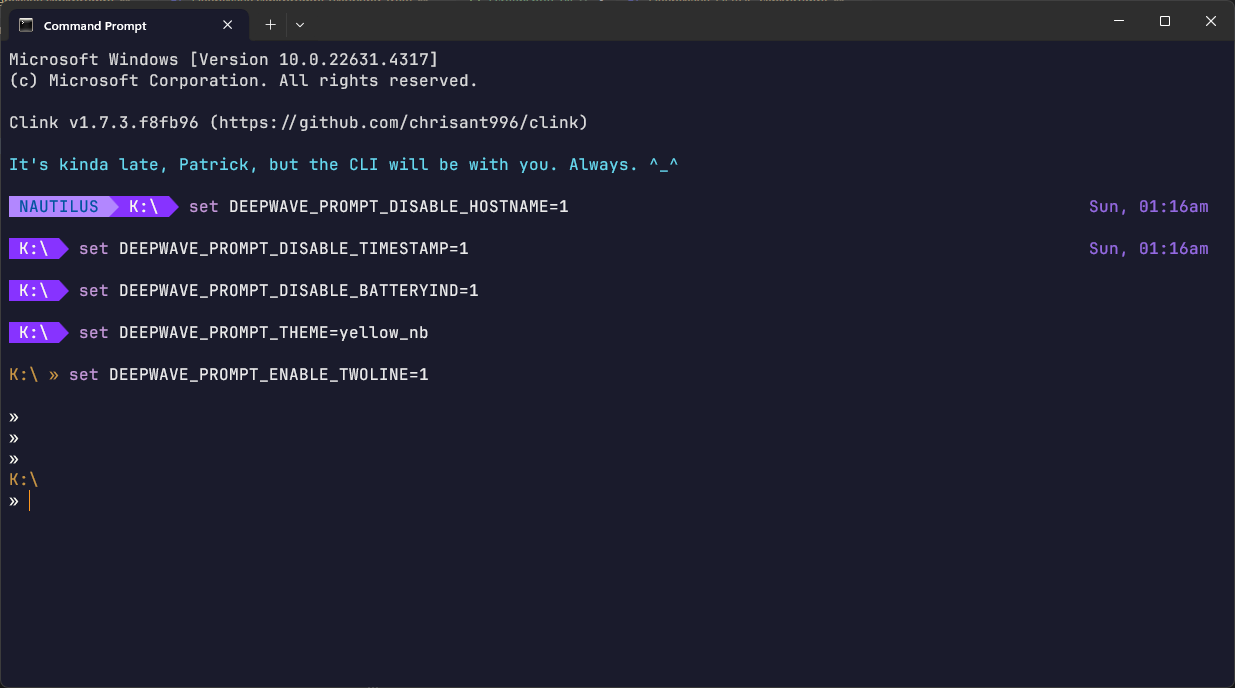 Command Prompt
Microsoft Windows [Version 10.0.22631.4317]
(c) Microsoft Corporation. All rights reserved.
Clink v1.7.3.f8fb96 (https://github.com/chrisant996/clink)
It's kinda late, Patrick, but the CLI will be with you. Always. ^_^
NAUTILUS K:\ set DEEPWAVE_PROMPT_DISABLE_HOSTNAME=1 Sun, 01:16am
K:\ set DEEPWAVE_PROMPT_DISABLE_TIMESTAMP=1 Sun, 01:16am
K:\ set DEEPWAVE_PROMPT_DISABLE_BATTERYIND=1
K:\ set DEEPWAVE_PROMPT_THEME=yellow_nb
K:\ » set DEEPWAVE_PROMPT_ENABLE_TWOLINE=1
»
»
»
K:\
»